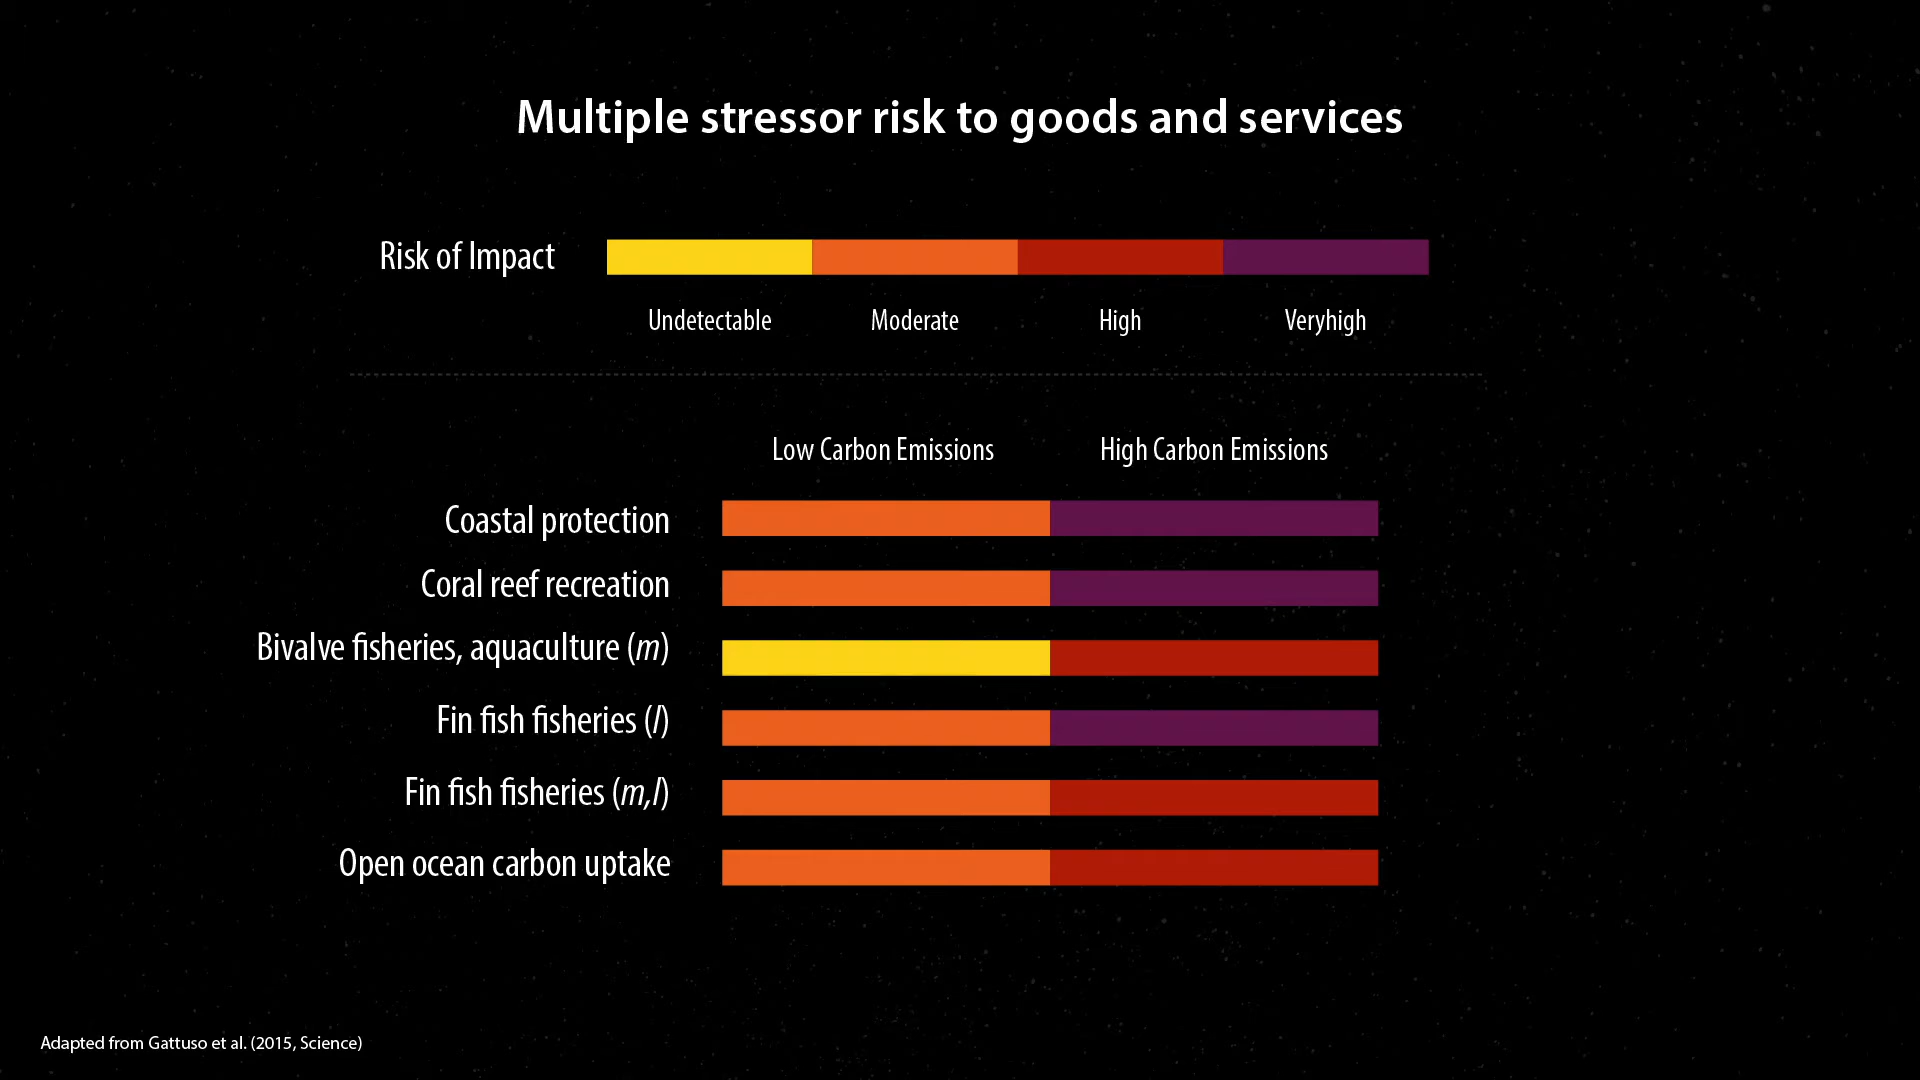 Multiple stressor risk to goods and services
Risk of Impact
Undetectable Moderate High Veryhigh
Low Carbon Emissions High Carbon Emissions
Coastal protection
Coral reef recreation
Bivalve fisheries, aquaculture (m)
Fin fish fisheries (l)
Fin fish fisheries (m,l)
Open ocean carbon uptake
Adapted from Gattuso et al. (2015, Science)